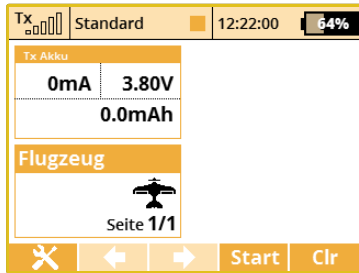 Tx Standard 12:22:00 64%
Tx Akku
0mA 3.80V
0.0mAh
Flugzeug
Seite 1/1
Start Clr